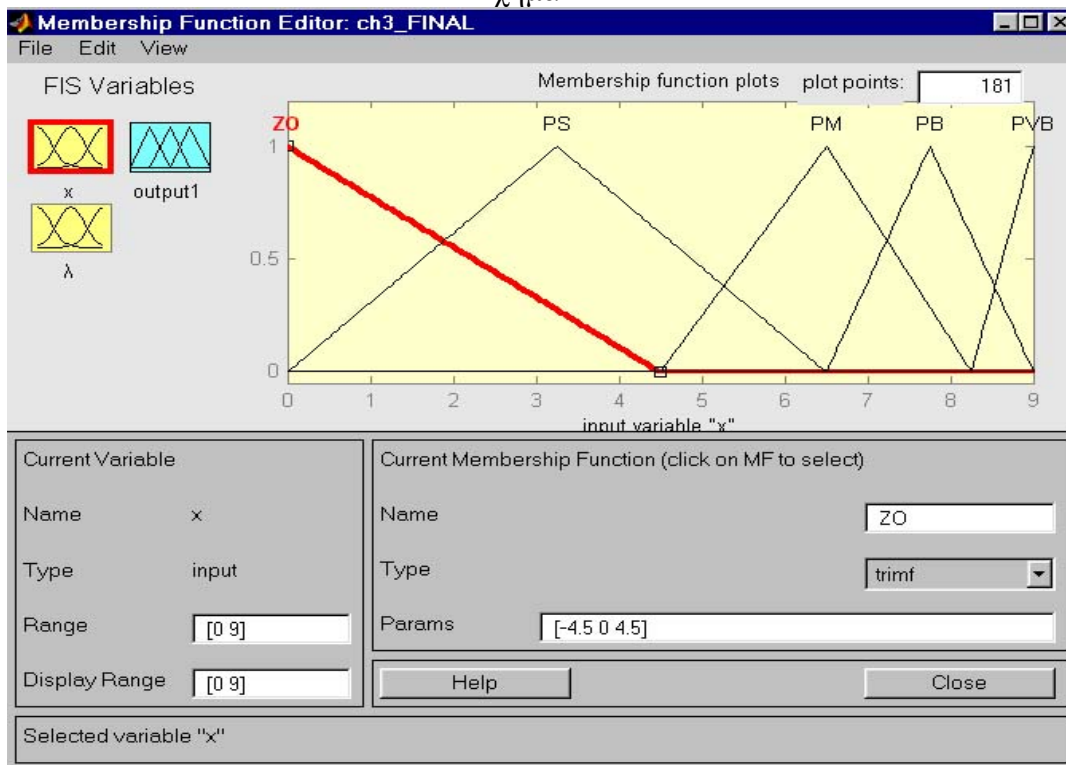 Membership Function Editor: ch3_FINAL
File Edit View
FIS Variables
x
output1
λ
Membership function plots
plot points:
181
ZO
PS
PM
PB
PVB
1
0.5
0
0 1 2 3 4 5 6 7 8 9
input variable "x"
Current Variable
Name x
Type input
Range [0 9]
Display Range [0 9]
Current Membership Function (click on MF to select)
Name ZO
Type trimf
Params [-4.5 0 4.5]
Help
Close
Selected variable "x"